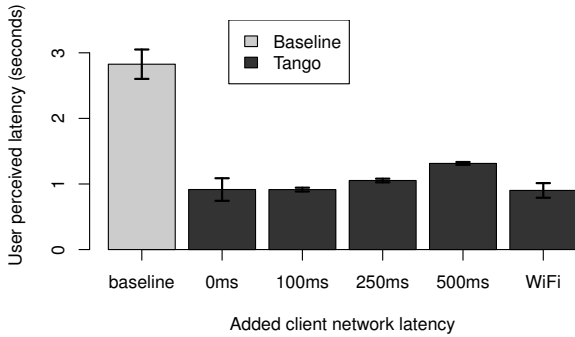 User perceived latency (seconds)
3
2
1
0
Baseline
Tango
baseline 0ms 100ms 250ms 500ms WiFi
Added client network latency